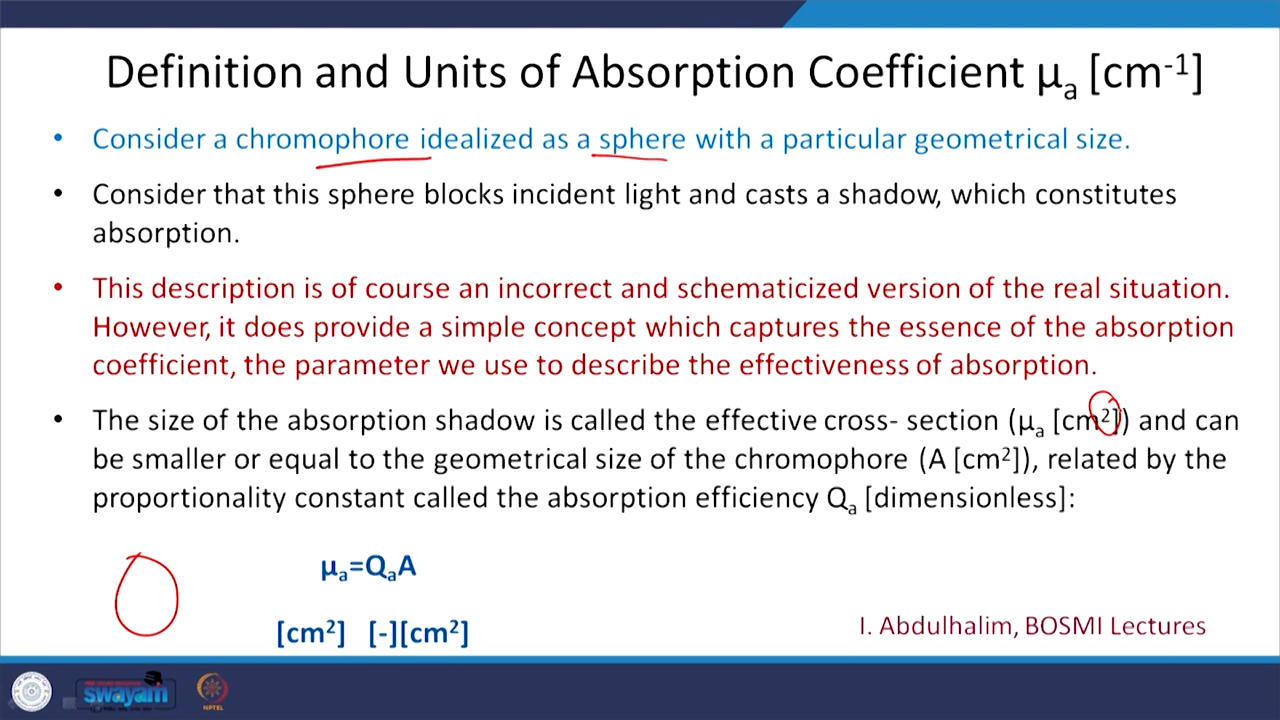 Definition and Units of Absorption Coefficient μₐ [cm⁻¹]
• Consider a chromophore idealized as a sphere with a particular geometrical size.
• Consider that this sphere blocks incident light and casts a shadow, which constitutes
absorption.
• This description is of course an incorrect and schematicized version of the real situation.
However, it does provide a simple concept which captures the essence of the absorption
coefficient, the parameter we use to describe the effectiveness of absorption.
• The size of the absorption shadow is called the effective cross- section (μₐ [cm²]) and can
be smaller or equal to the geometrical size of the chromophore (A [cm²]), related by the
proportionality constant called the absorption efficiency Qₐ [dimensionless]:
μₐ=QₐA
[cm²] [-][cm²]
I. Abdulhalim, BOSMI Lectures
swayam
NPTEL